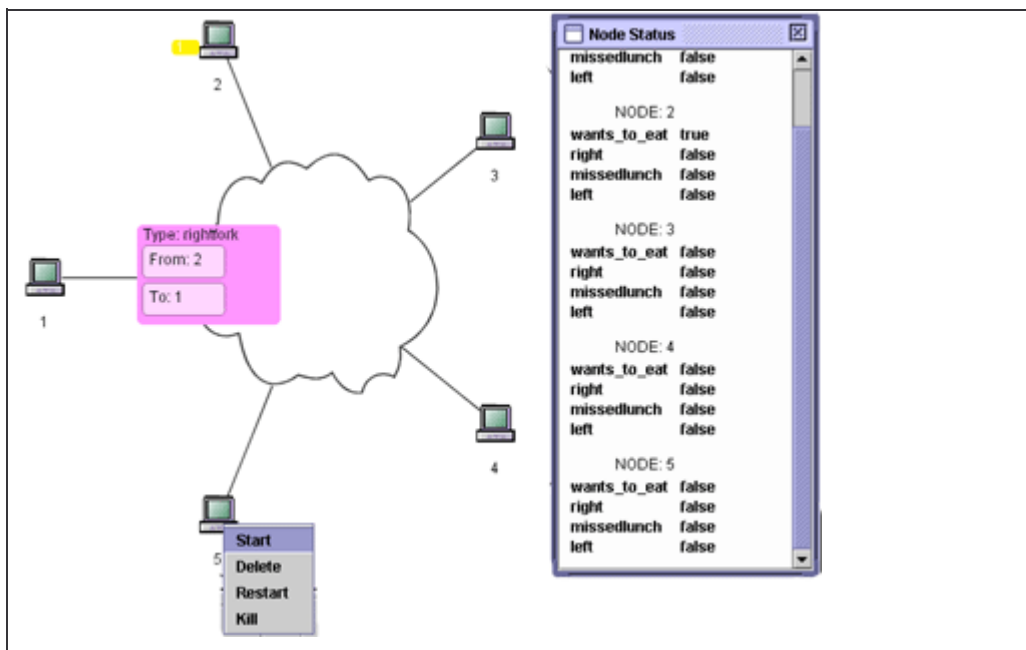 2
3
Type: rightfork
From: 2
To: 1
1
4
5
Start
Delete
Restart
Kill
Node Status
missedlunch false
left false
NODE: 2
wants_to_eat true
right false
missedlunch false
left false
NODE: 3
wants_to_eat false
right false
missedlunch false
left false
NODE: 4
wants_to_eat false
right false
missedlunch false
left false
NODE: 5
wants_to_eat false
right false
missedlunch false
left false